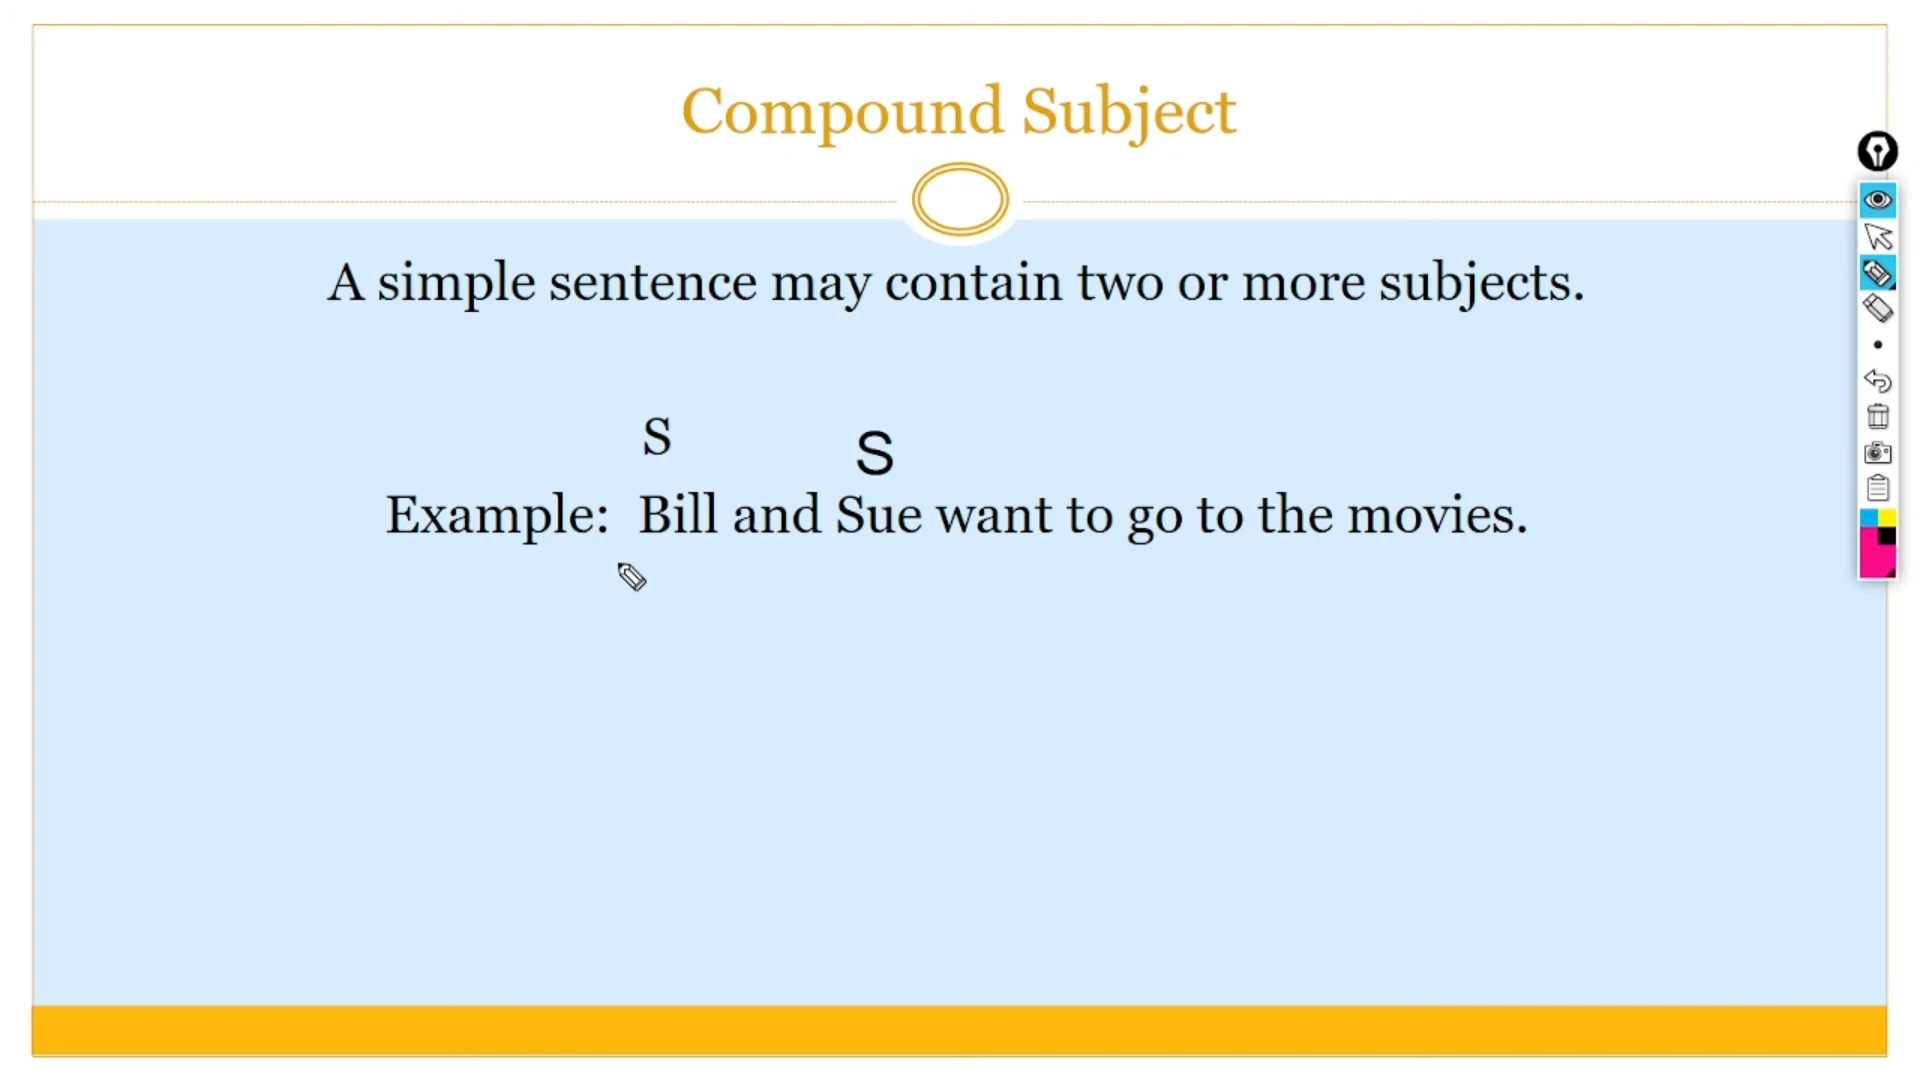 Compound Subject
A simple sentence may contain two or more subjects.
S S
Example: Bill and Sue want to go to the movies.